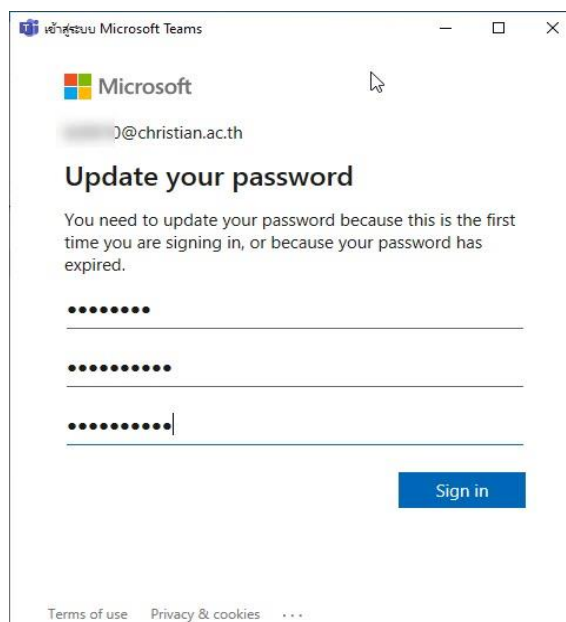 เข้าสู่ระบบ Microsoft Teams
Microsoft
0@christian.ac.th
Update your password
You need to update your password because this is the first
time you are signing in, or because your password has
expired.
Sign in
Terms of use Privacy & cookies ...